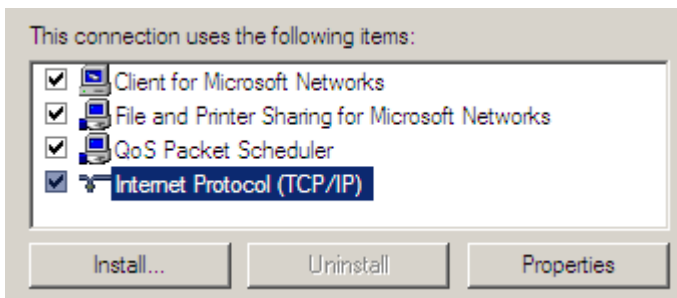 This connection uses the following items:
Client for Microsoft Networks
File and Printer Sharing for Microsoft Networks
QoS Packet Scheduler
Internet Protocol (TCP/IP)
Install... Uninstall Properties